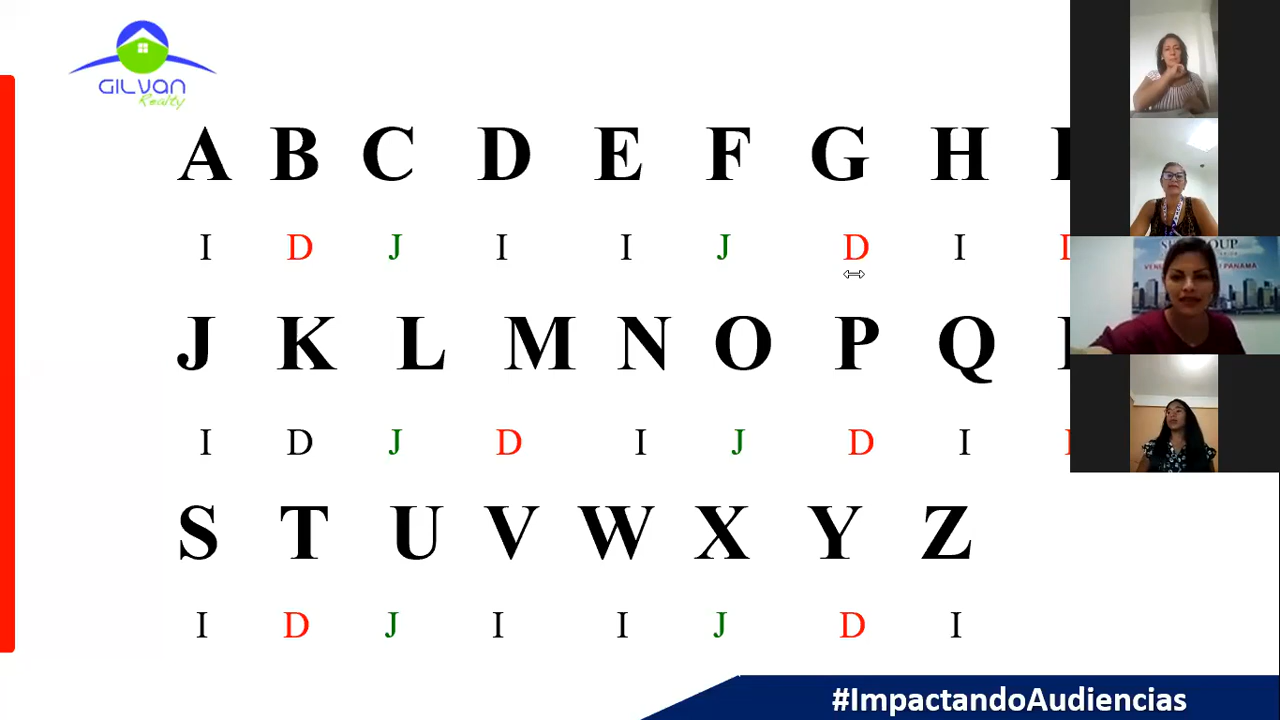 GILVAN
Realty
A B C D E F G H
I D J I I J D I
J K L M N O P Q
I D J D I J D I
S T U V W X Y Z
I D J I I J D I
#ImpactandoAudiencias